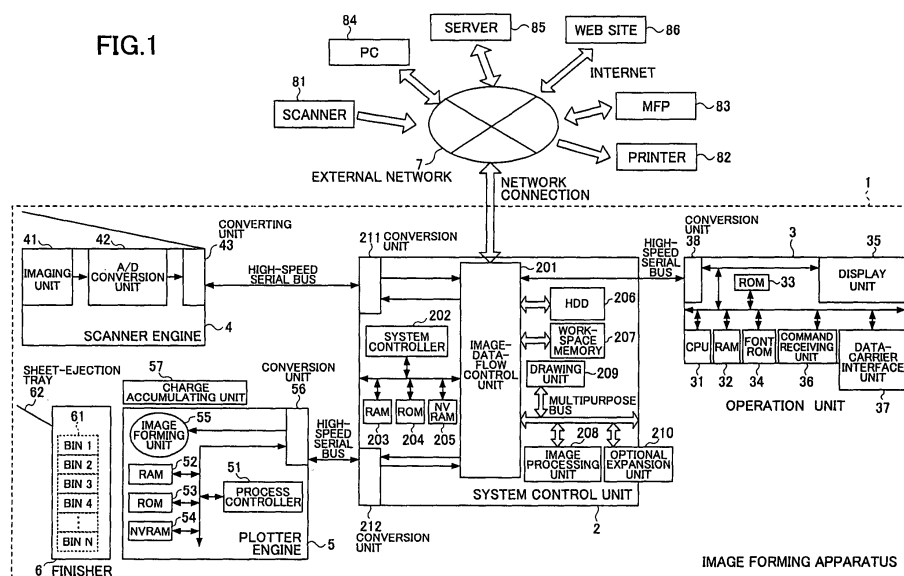 FIG.1
84
PC
SERVER
85
WEB SITE
86
INTERNET
81
SCANNER
MFP
83
PRINTER
82
7
EXTERNAL NETWORK
NETWORK
CONNECTION
1
41
IMAGING
UNIT
42
A/D
CONVERSION
UNIT
CONVERTING
UNIT
43
HIGH-SPEED
SERIAL BUS
SCANNER ENGINE
4
211
CONVERSION
UNIT
201
HIGH-
SPEED
SERIAL
BUS
CONVERSION
UNIT
38
3
35
DISPLAY
UNIT
ROM
33
202
SYSTEM
CONTROLLER
IMAGE-
DATA-
FLOW
CONTROL
UNIT
HDD
206
WORK-
SPACE
MEMORY
207
DRAWING
UNIT
209
MULTIPURPOSE
BUS
RAM
203
ROM
204
NV
RAM
205
CPU
31
RAM
32
FONT
ROM
34
COMMAND
RECEIVING
UNIT
36
DATA-
CARRIER
INTERFACE
UNIT
37
OPERATION UNIT
SHEET-EJECTION
TRAY
62
57
CHARGE
ACCUMULATING UNIT
CONVERSION
UNIT
56
55
IMAGE
FORMING
UNIT
HIGH-
SPEED
SERIAL
BUS
61
BIN 1
BIN 2
BIN 3
BIN 4
BIN N
52
RAM
53
ROM
54
NVRAM
51
PROCESS
CONTROLLER
PLOTTER
ENGINE
5
208
IMAGE
PROCESSING
UNIT
210
OPTIONAL
EXPANSION
UNIT
SYSTEM CONTROL UNIT
2
212
CONVERSION
UNIT
6
FINISHER
IMAGE FORMING APPARATUS